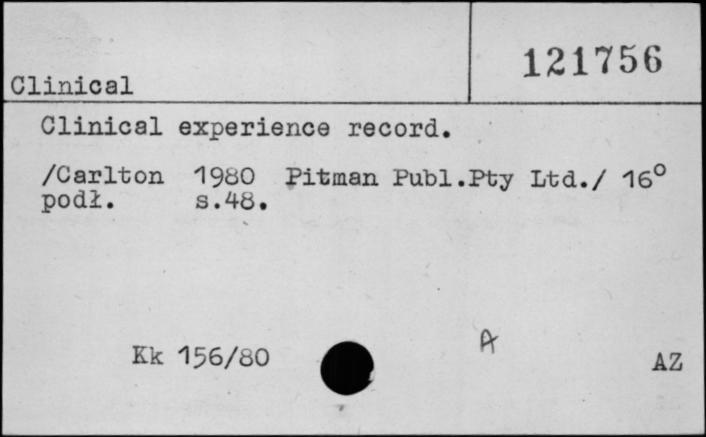 121756
Clinical
Clinical experience record.
/Carlton 1980 Pitman Publ.Pty Ltd./ 16°
podł. s.48.
Kk 156/80
A
AZ